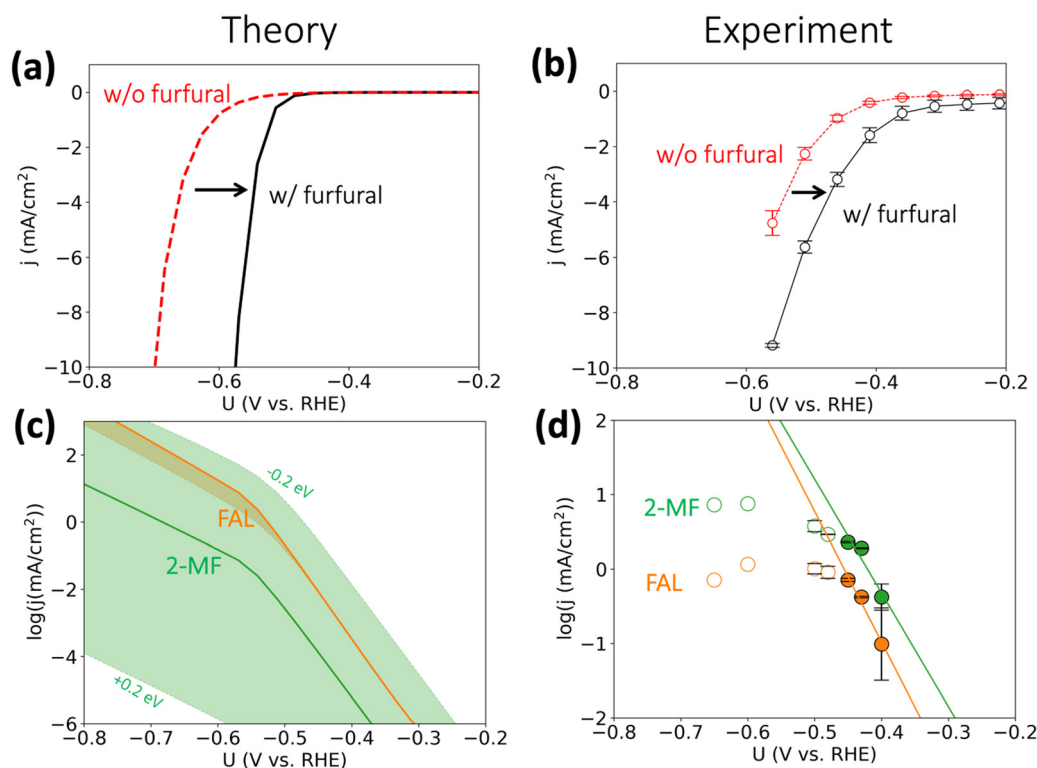 Theory
Experiment
(a)
w/o furfural
w/ furfural
0
−2
−4
−6
−8
−10
j (mA/cm²)
−0.8
−0.6
−0.4
−0.2
U (V vs. RHE)
(b)
w/o furfural
w/ furfural
0
−2
−4
−6
−8
−10
j (mA/cm²)
−0.8
−0.6
−0.4
−0.2
U (V vs. RHE)
(c)
-0.2 eV
FAL
2-MF
+0.2 eV
2
0
−2
−4
−6
log(j(mA/cm²))
−0.8
−0.7
−0.6
−0.5
−0.4
−0.3
−0.2
U (V vs. RHE)
(d)
2-MF
FAL
2
1
0
−1
−2
log(j (mA/cm²)
−0.8
−0.7
−0.6
−0.5
−0.4
−0.3
−0.2
U (V vs. RHE)